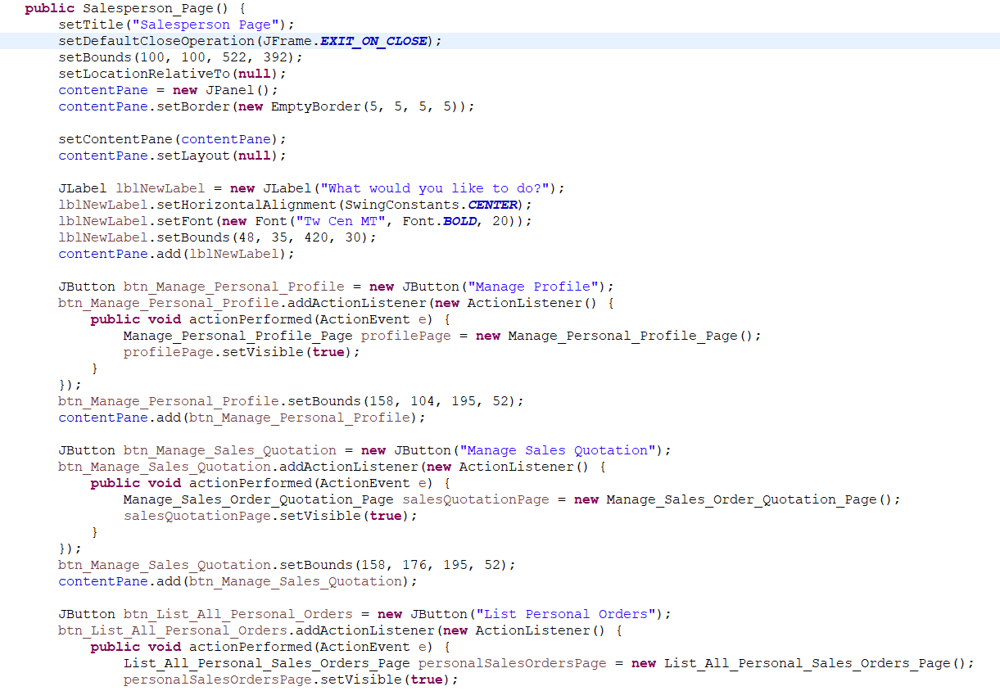 public Salesperson_Page() {
setTitle("Salesperson Page");
setDefaultCloseOperation(JFrame.EXIT_ON_CLOSE);
setBounds(100, 100, 522, 392);
setLocationRelativeTo(null);
contentPane = new JPanel();
contentPane.setBorder(new EmptyBorder(5, 5, 5, 5));
setContentPane(contentPane);
contentPane.setLayout(null);
JLabel lblNewLabel = new JLabel("What would you like to do?");
lblNewLabel.setHorizontalAlignment(SwingConstants.CENTER);
lblNewLabel.setFont(new Font("Tw Cen MT", Font.BOLD, 20));
lblNewLabel.setBounds(48, 35, 420, 30);
contentPane.add(lblNewLabel);
JButton btn_Manage_Personal_Profile = new JButton("Manage Profile");
btn_Manage_Personal_Profile.addActionListener(new ActionListener() {
public void actionPerformed(ActionEvent e) {
Manage_Personal_Profile_Page profilePage = new Manage_Personal_Profile_Page();
profilePage.setVisible(true);
}
});
btn_Manage_Personal_Profile.setBounds(158, 104, 195, 52);
contentPane.add(btn_Manage_Personal_Profile);
JButton btn_Manage_Sales_Quotation = new JButton("Manage Sales Quotation");
btn_Manage_Sales_Quotation.addActionListener(new ActionListener() {
public void actionPerformed(ActionEvent e) {
Manage_Sales_Order_Quotation_Page salesQuotationPage = new Manage_Sales_Order_Quotation_Page();
salesQuotationPage.setVisible(true);
}
});
btn_Manage_Sales_Quotation.setBounds(158, 176, 195, 52);
contentPane.add(btn_Manage_Sales_Quotation);
JButton btn_List_All_Personal_Orders = new JButton("List Personal Orders");
btn_List_All_Personal_Orders.addActionListener(new ActionListener() {
public void actionPerformed(ActionEvent e) {
List_All_Personal_Sales_Orders_Page personalSalesOrdersPage = new List_All_Personal_Sales_Orders_Page();
personalSalesOrdersPage.setVisible(true);